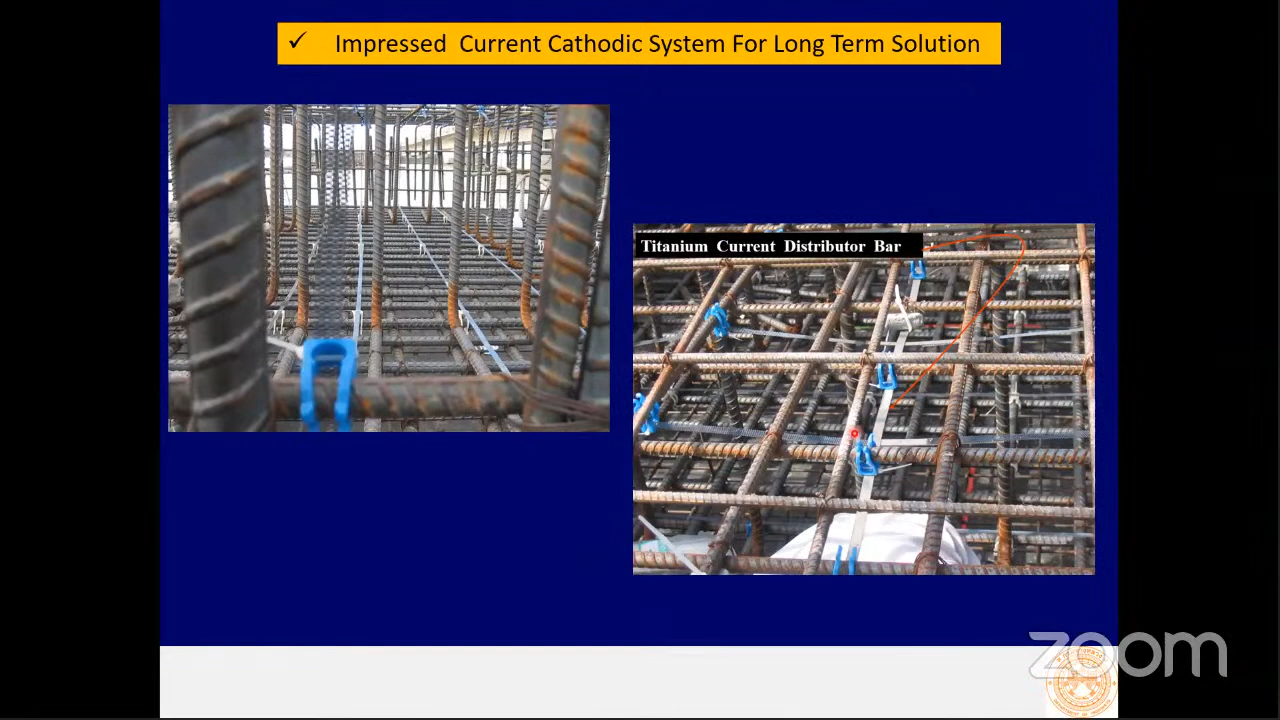 ✓ Impressed Current Cathodic System For Long Term Solution
Titanium Current Distributor Bar
zoom